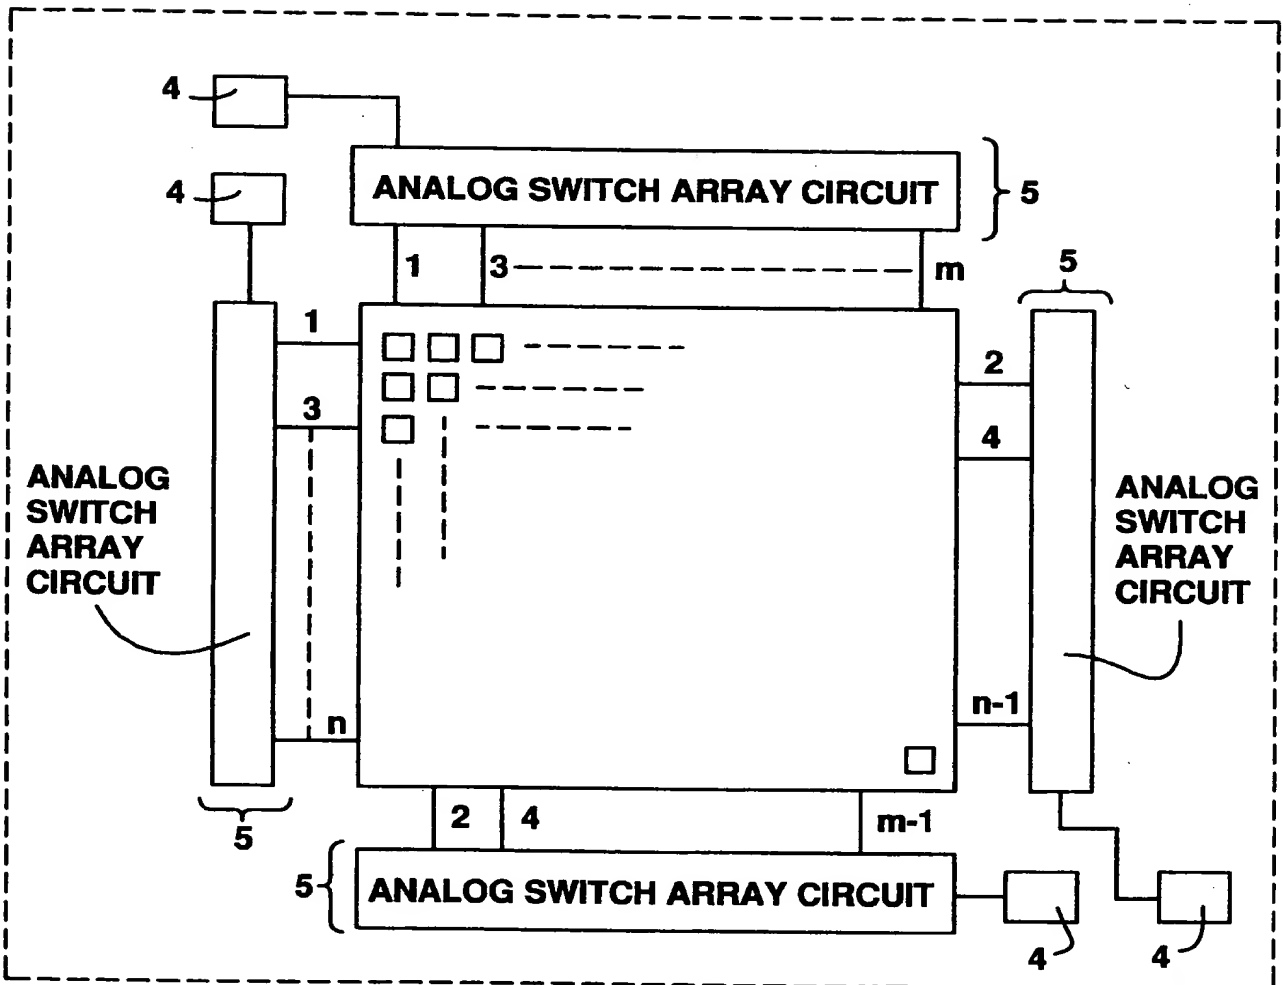 4
4
ANALOG SWITCH ARRAY CIRCUIT
5
1
3
m
5
1
3
2
4
ANALOG
SWITCH
ARRAY
CIRCUIT
ANALOG
SWITCH
ARRAY
CIRCUIT
n
n-1
5
2
4
m-1
5
ANALOG SWITCH ARRAY CIRCUIT
4
4